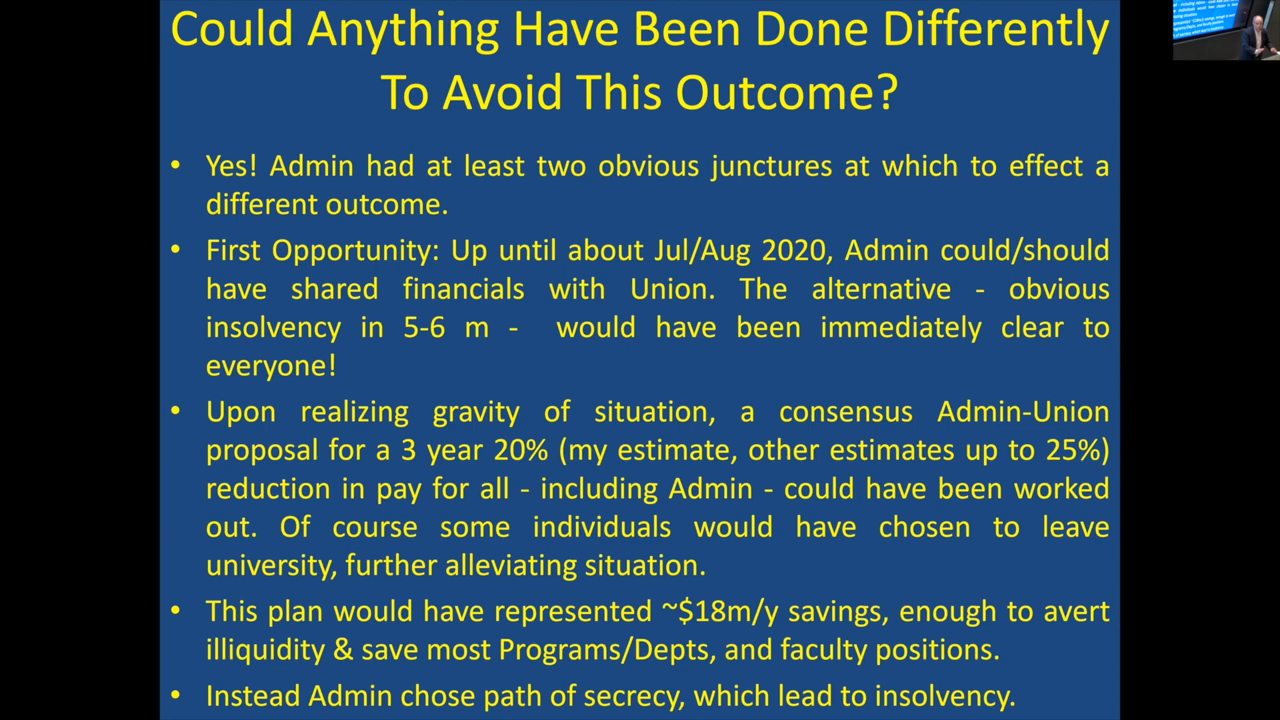 Could Anything Have Been Done Differently
To Avoid This Outcome?
• Yes! Admin had at least two obvious junctures at which to effect a
different outcome.
• First Opportunity: Up until about Jul/Aug 2020, Admin could/should
have shared financials with Union. The alternative - obvious
insolvency in 5-6 m - would have been immediately clear to
everyone!
• Upon realizing gravity of situation, a consensus Admin-Union
proposal for a 3 year 20% (my estimate, other estimates up to 25%)
reduction in pay for all - including Admin - could have been worked
out. Of course some individuals would have chosen to leave
university, further alleviating situation.
• This plan would have represented ~$18m/y savings, enough to avert
illiquidity & save most Programs/Depts, and faculty positions.
• Instead Admin chose path of secrecy, which lead to insolvency.